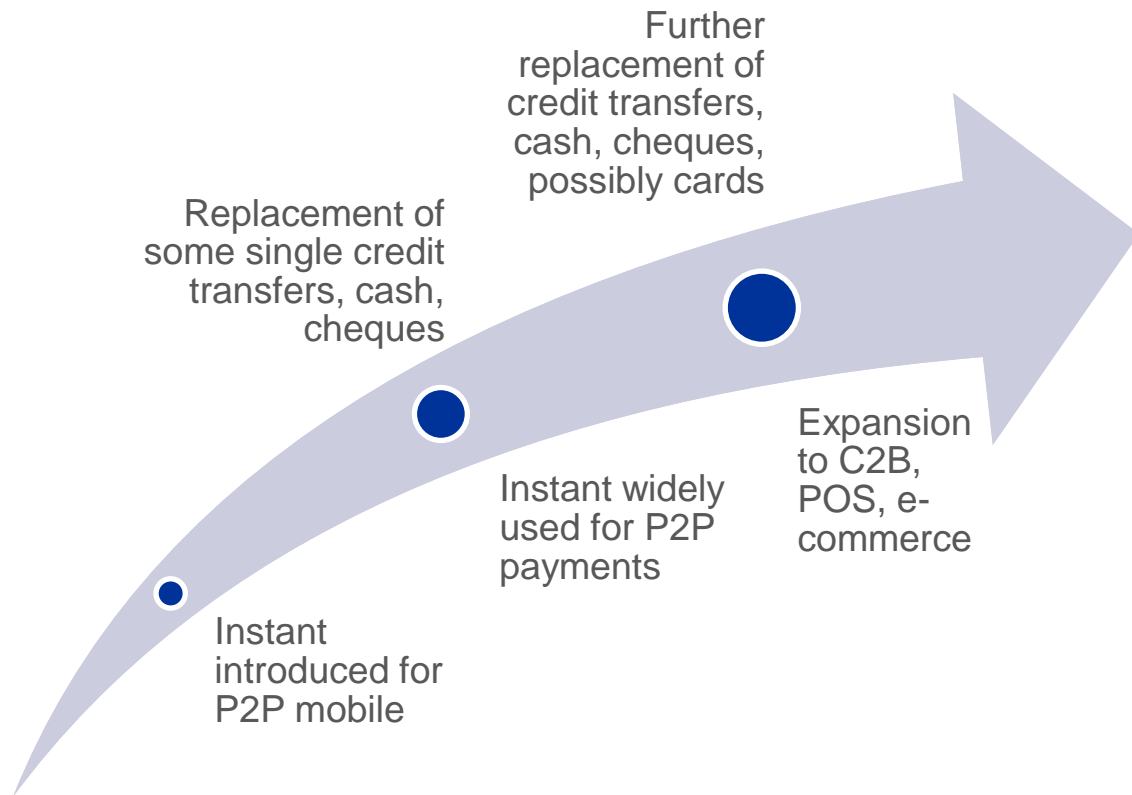 Further
replacement of
credit transfers,
cash, cheques,
possibly cards
Replacement of
some single credit
transfers, cash,
cheques
Expansion
to C2B,
POS, e-
commerce
Instant widely
used for P2P
payments
Instant
introduced for
P2P mobile